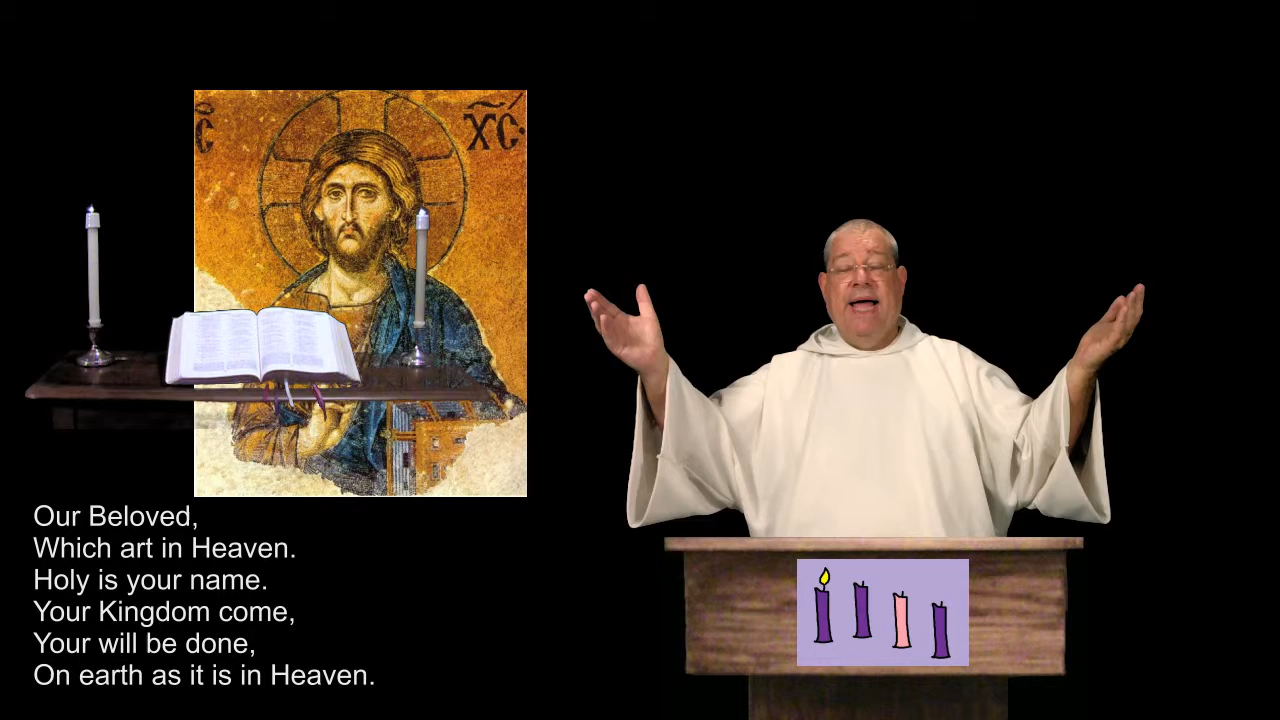 C̃
X̃C·
Our Beloved,
Which art in Heaven.
Holy is your name.
Your Kingdom come,
Your will be done,
On earth as it is in Heaven.